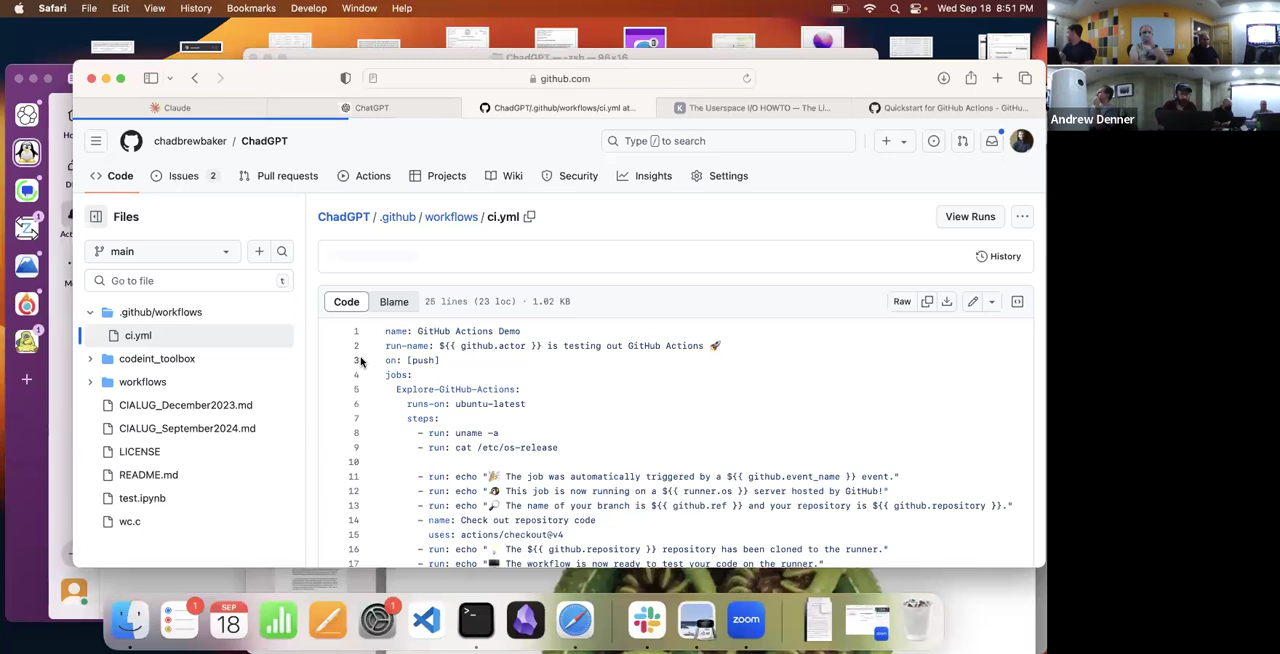 Safari File Edit View History Bookmarks Develop Window Help
Wed Sep 18 8:51 PM
ChadGPT — -zsh — 96×16
github.com
Claude
ChatGPT
ChadGPT/.github/workflows/ci.yml at...
K The Userspace I/O HOWTO — The Li...
Quickstart for GitHub Actions - GitHu...
chadbrewbaker / ChadGPT
Type / to search
Code
Issues 2
Pull requests
Actions
Projects
Wiki
Security
Insights
Settings
Files
main
Go to file t
.github/workflows
ci.yml
codeint_toolbox
workflows
CIALUG_December2023.md
CIALUG_September2024.md
LICENSE
README.md
test.ipynb
wc.c
ChadGPT / .github / workflows / ci.yml
View Runs
History
Code Blame 25 lines (23 loc) · 1.02 KB
Raw
1 name: GitHub Actions Demo
2 run-name: ${{ github.actor }} is testing out GitHub Actions 🚀
3 on: [push]
4 jobs:
5 Explore-GitHub-Actions:
6 runs-on: ubuntu-latest
7 steps:
8 - run: uname -a
9 - run: cat /etc/os-release
10
11 - run: echo "🎉 The job was automatically triggered by a ${{ github.event_name }} event."
12 - run: echo "🐧 This job is now running on a ${{ runner.os }} server hosted by GitHub!"
13 - run: echo "🔎 The name of your branch is ${{ github.ref }} and your repository is ${{ github.repository }}."
14 - name: Check out repository code
15 uses: actions/checkout@v4
16 - run: echo "💡 The ${{ github.repository }} repository has been cloned to the runner."
17 - run: echo "🖥️ The workflow is now ready to test your code on the runner."
Andrew Denner
1
SEP
18
1
zoom